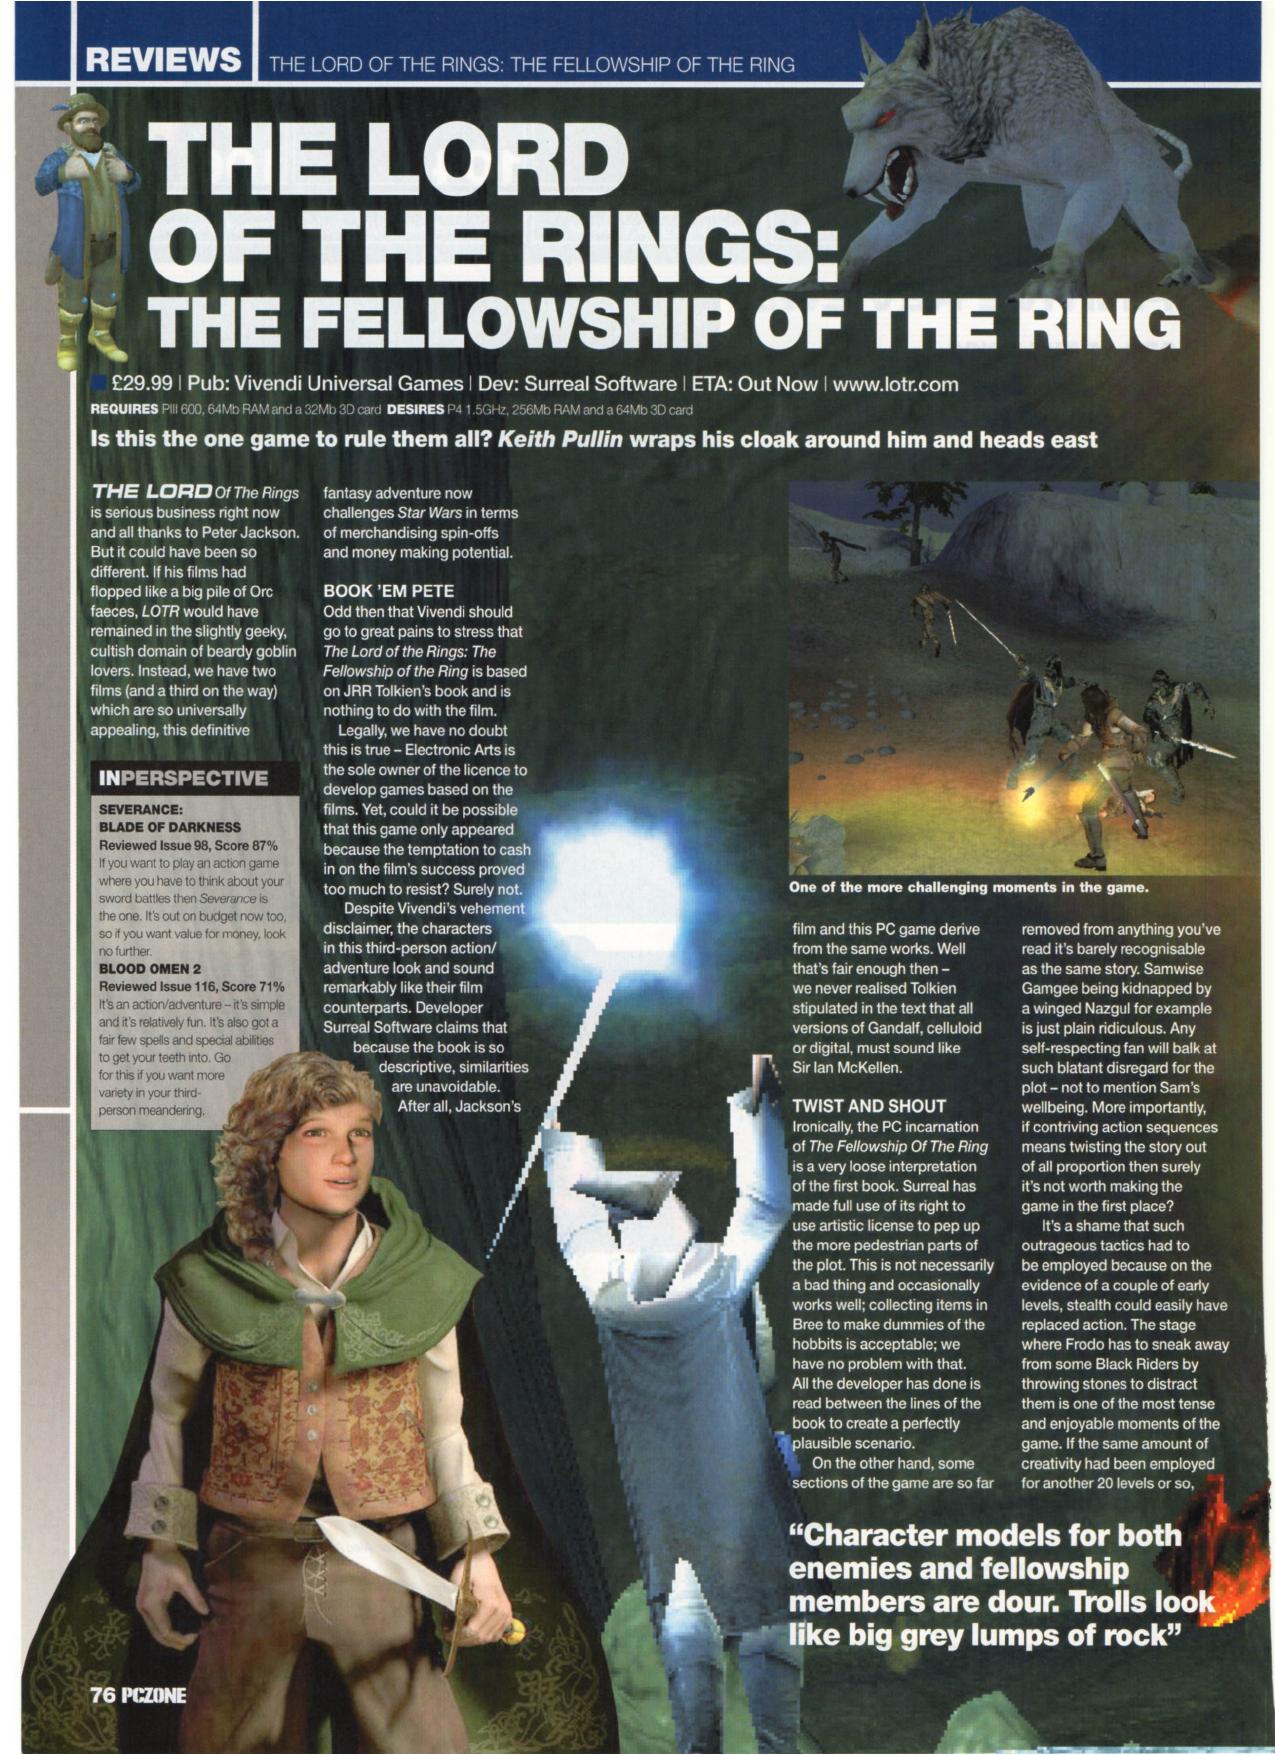 REVIEWS
THE LORD OF THE RINGS: THE FELLOWSHIP OF THE RING
THE LORD
OF THE RINGS:
THE FELLOWSHIP OF THE RING
£29.99 | Pub: Vivendi Universal Games | Dev: Surreal Software | ETA: Out Now | www.lotr.com
REQUIRES PIII 600, 64Mb RAM and a 32Mb 3D card DESIRES P4 1.5GHz, 256Mb RAM and a 64Mb 3D card
Is this the one game to rule them all? Keith Pullin wraps his cloak around him and heads east
THE LORD Of The Rings
is serious business right now
and all thanks to Peter Jackson.
But it could have been so
different. If his films had
flopped like a big pile of Orc
faeces, LOTR would have
remained in the slightly geeky,
cultish domain of beardy goblin
lovers. Instead, we have two
films (and a third on the way)
which are so universally
appealing, this definitive
INPERSPECTIVE
SEVERANCE:
BLADE OF DARKNESS
Reviewed Issue 98, Score 87%
If you want to play an action game
where you have to think about your
sword battles then Severance is
the one. It's out on budget now too,
so if you want value for money, look
no further.
BLOOD OMEN 2
Reviewed Issue 116, Score 71%
It's an action/adventure – it's simple
and it's relatively fun. It's also got a
fair few spells and special abilities
to get your teeth into. Go
for this if you want more
variety in your third-
person meandering.
fantasy adventure now
challenges Star Wars in terms
of merchandising spin-offs
and money making potential.
BOOK 'EM PETE
Odd then that Vivendi should
go to great pains to stress that
The Lord of the Rings: The
Fellowship of the Ring is based
on JRR Tolkien's book and is
nothing to do with the film.
Legally, we have no doubt
this is true – Electronic Arts is
the sole owner of the licence to
develop games based on the
films. Yet, could it be possible
that this game only appeared
because the temptation to cash
in on the film's success proved
too much to resist? Surely not.
Despite Vivendi's vehement
disclaimer, the characters
in this third-person action/
adventure look and sound
remarkably like their film
counterparts. Developer
Surreal Software claims that
because the book is so
descriptive, similarities
are unavoidable.
After all, Jackson's
One of the more challenging moments in the game.
film and this PC game derive
from the same works. Well
that's fair enough then –
we never realised Tolkien
stipulated in the text that all
versions of Gandalf, celluloid
or digital, must sound like
Sir Ian McKellen.
TWIST AND SHOUT
Ironically, the PC incarnation
of The Fellowship Of The Ring
is a very loose interpretation
of the first book. Surreal has
made full use of its right to
use artistic license to pep up
the more pedestrian parts of
the plot. This is not necessarily
a bad thing and occasionally
works well; collecting items in
Bree to make dummies of the
hobbits is acceptable; we
have no problem with that.
All the developer has done is
read between the lines of the
book to create a perfectly
plausible scenario.
On the other hand, some
sections of the game are so far
removed from anything you've
read it's barely recognisable
as the same story. Samwise
Gamgee being kidnapped by
a winged Nazgul for example
is just plain ridiculous. Any
self-respecting fan will balk at
such blatant disregard for the
plot – not to mention Sam's
wellbeing. More importantly,
if contriving action sequences
means twisting the story out
of all proportion then surely
it's not worth making the
game in the first place?
It's a shame that such
outrageous tactics had to
be employed because on the
evidence of a couple of early
levels, stealth could easily have
replaced action. The stage
where Frodo has to sneak away
from some Black Riders by
throwing stones to distract
them is one of the most tense
and enjoyable moments of the
game. If the same amount of
creativity had been employed
for another 20 levels or so,
“Character models for both
enemies and fellowship
members are dour. Trolls look
like big grey lumps of rock”
76 PCZONE